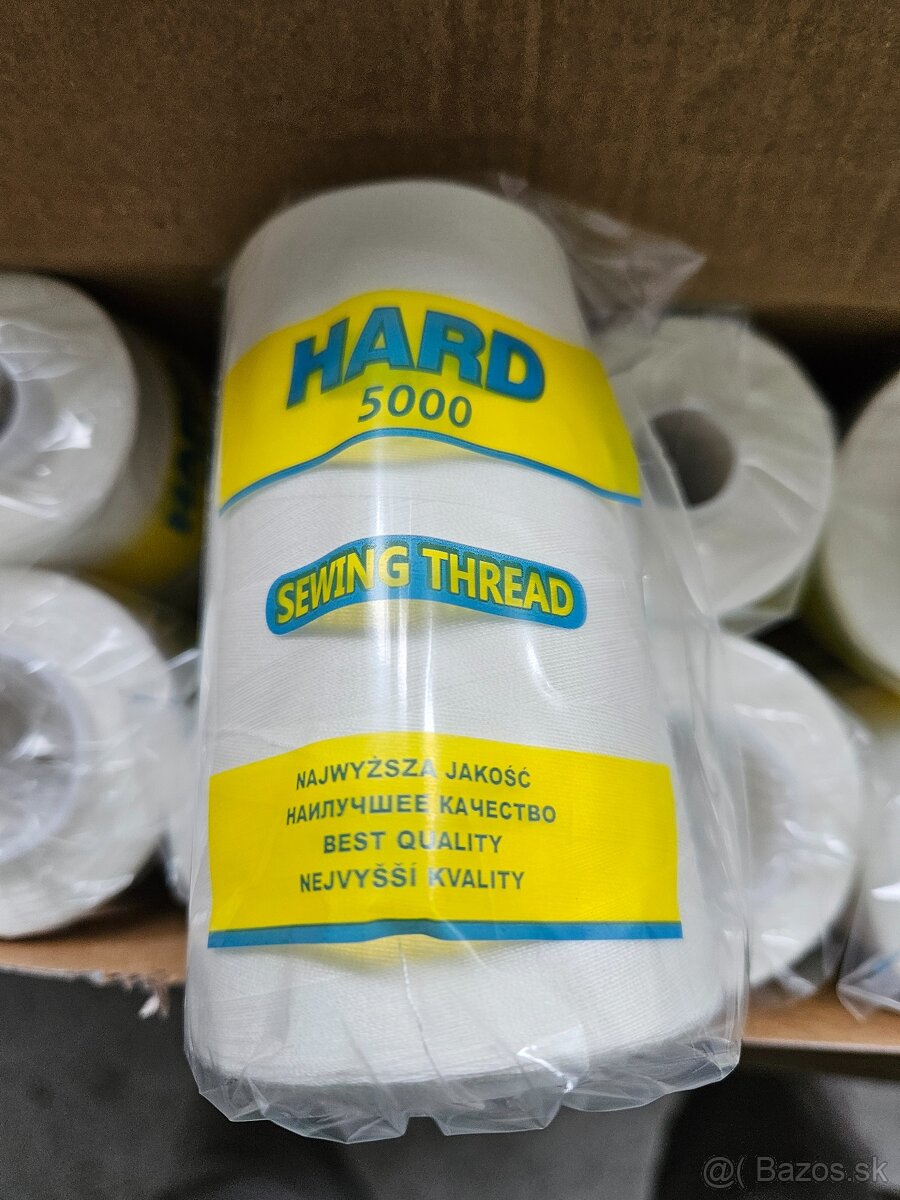 HARD
5000
SEWING THREAD
NAJWYŻSZA JAKOŚĆ
НАИЛУЧШЕЕ КАЧЕСТВО
BEST QUALITY
NEJVYŠŠÍ KVALITY
@( Bazos.sk